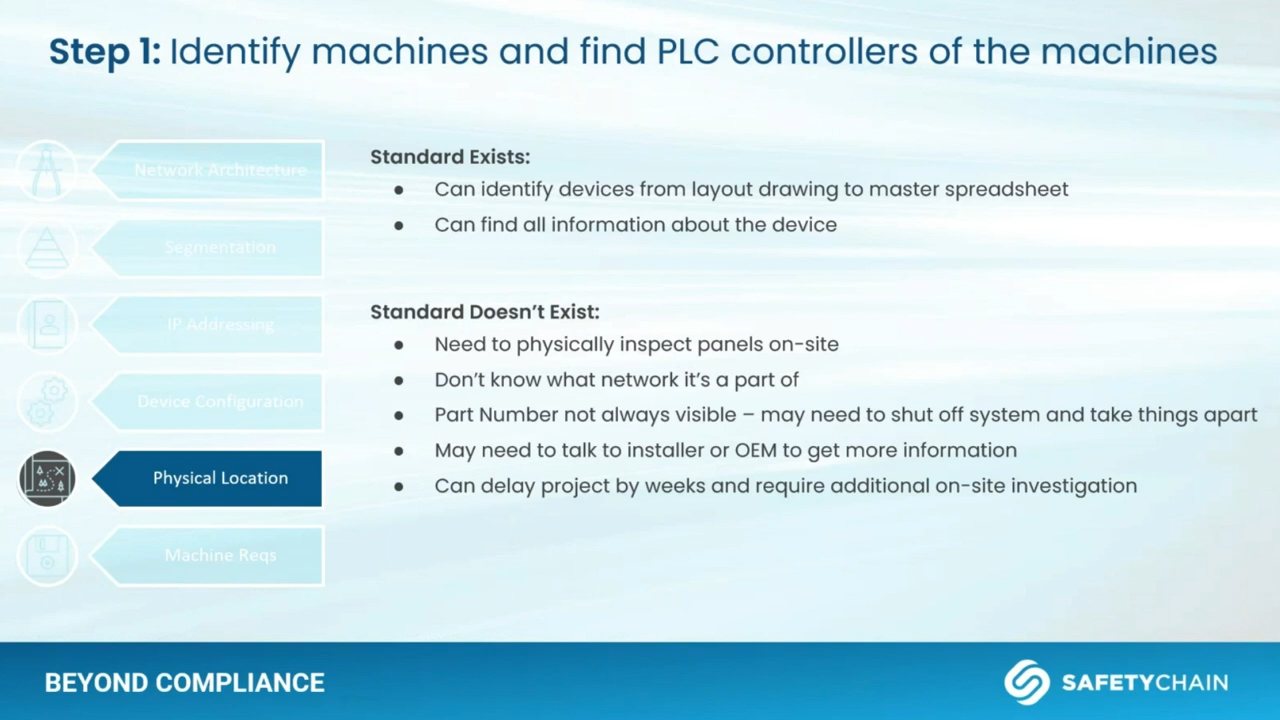 Step 1: Identify machines and find PLC controllers of the machines
Network Architecture
Segmentation
IP Addressing
Device Configuration
Physical Location
Machine Reqs
Standard Exists:
● Can identify devices from layout drawing to master spreadsheet
● Can find all information about the device
Standard Doesn’t Exist:
● Need to physically inspect panels on-site
● Don’t know what network it’s a part of
● Part Number not always visible – may need to shut off system and take things apart
● May need to talk to installer or OEM to get more information
● Can delay project by weeks and require additional on-site investigation
BEYOND COMPLIANCE
SAFETYCHAIN